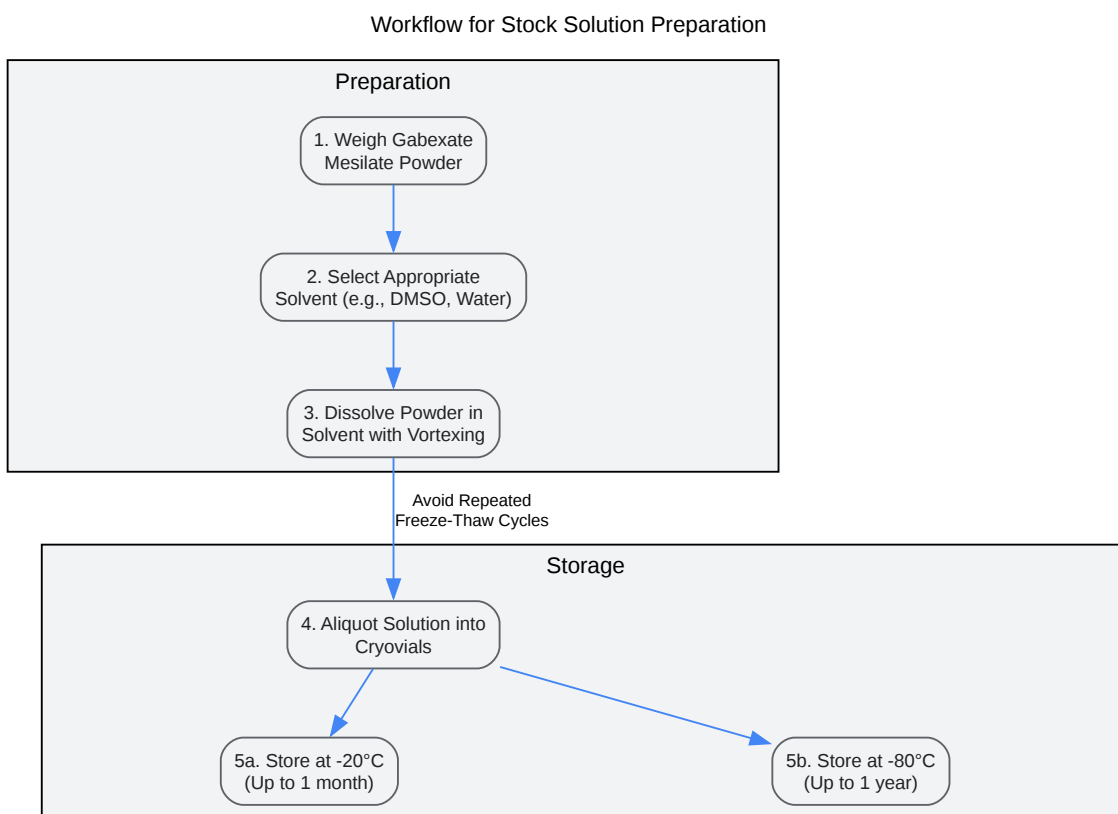 Workflow for Stock Solution Preparation
Preparation
1. Weigh Gabexate
Mesilate Powder
2. Select Appropriate
Solvent (e.g., DMSO, Water)
3. Dissolve Powder in
Solvent with Vortexing
Avoid Repeated
Freeze-Thaw Cycles
Storage
4. Aliquot Solution into
Cryovials
5a. Store at -20°C
(Up to 1 month)
5b. Store at -80°C
(Up to 1 year)